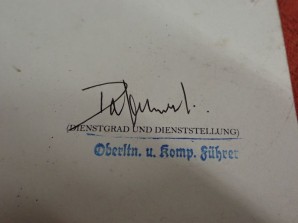 (DIENSTGRAD UND DIENSTSTELLUNG)
Oberltn. u. Komp. Führer